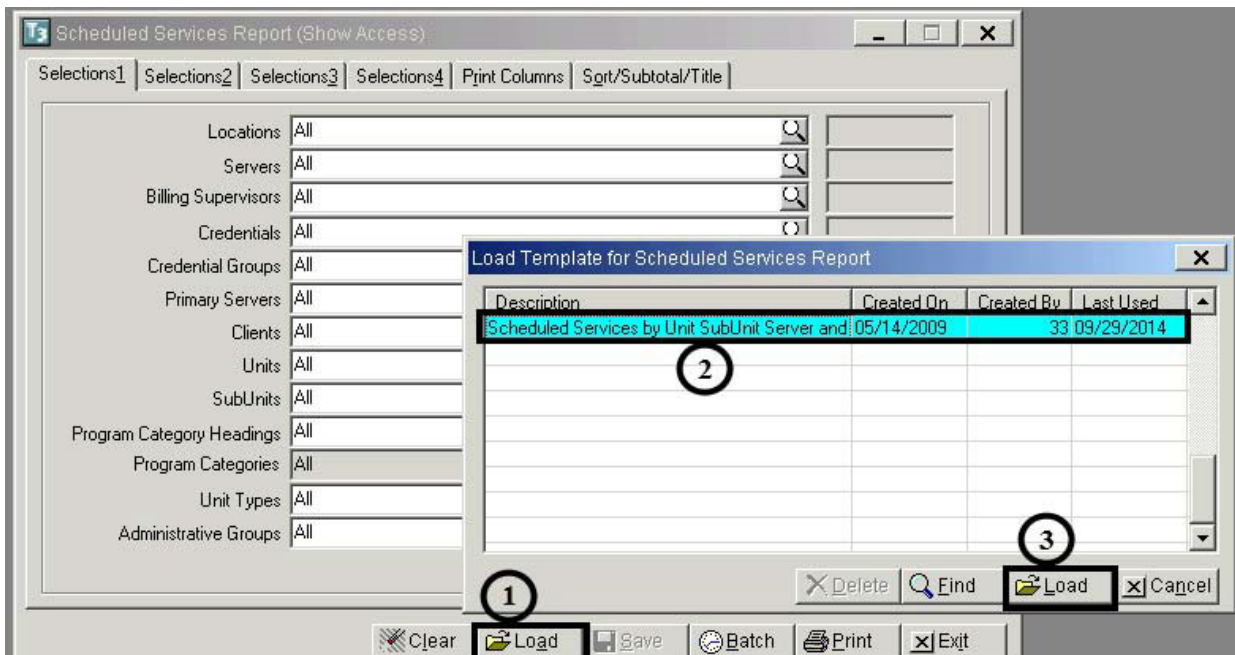 T3 Scheduled Services Report (Show Access)
Selections1 Selections2 Selections3 Selections4 Print Columns Sort/Subtotal/Title
Locations All
Servers All
Billing Supervisors All
Credentials All
Credential Groups All
Primary Servers All
Clients All
Units All
SubUnits All
Program Category Headings All
Program Categories All
Unit Types All
Administrative Groups All
Load Template for Scheduled Services Report
Description Created On Created By Last Used
Scheduled Services by Unit SubUnit Server and 05/14/2009 33 09/29/2014
2
3
Delete Find Load Cancel
1
Clear Load Save Batch Print Exit